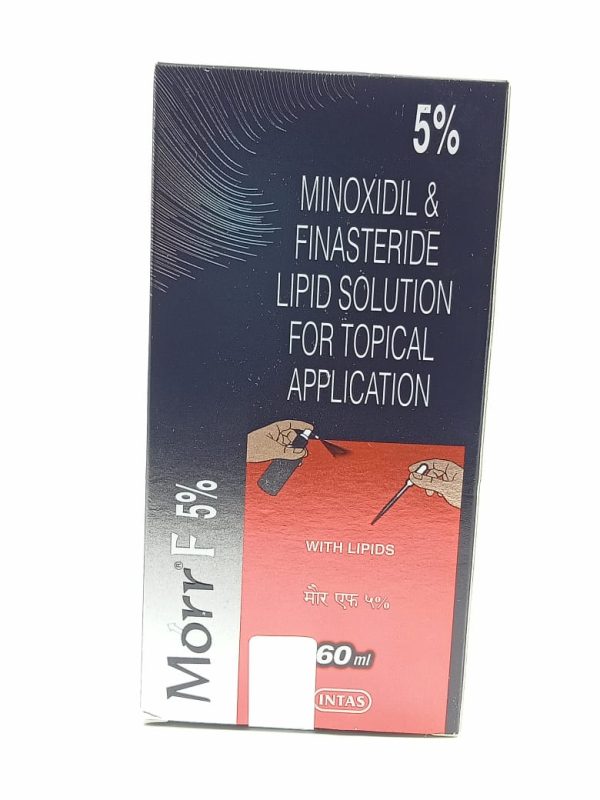 5%
MINOXIDIL &
FINASTERIDE
LIPID SOLUTION
FOR TOPICAL
APPLICATION
Morr® F 5%
WITH LIPIDS
मौर एफ ५%
60 ml
INTAS